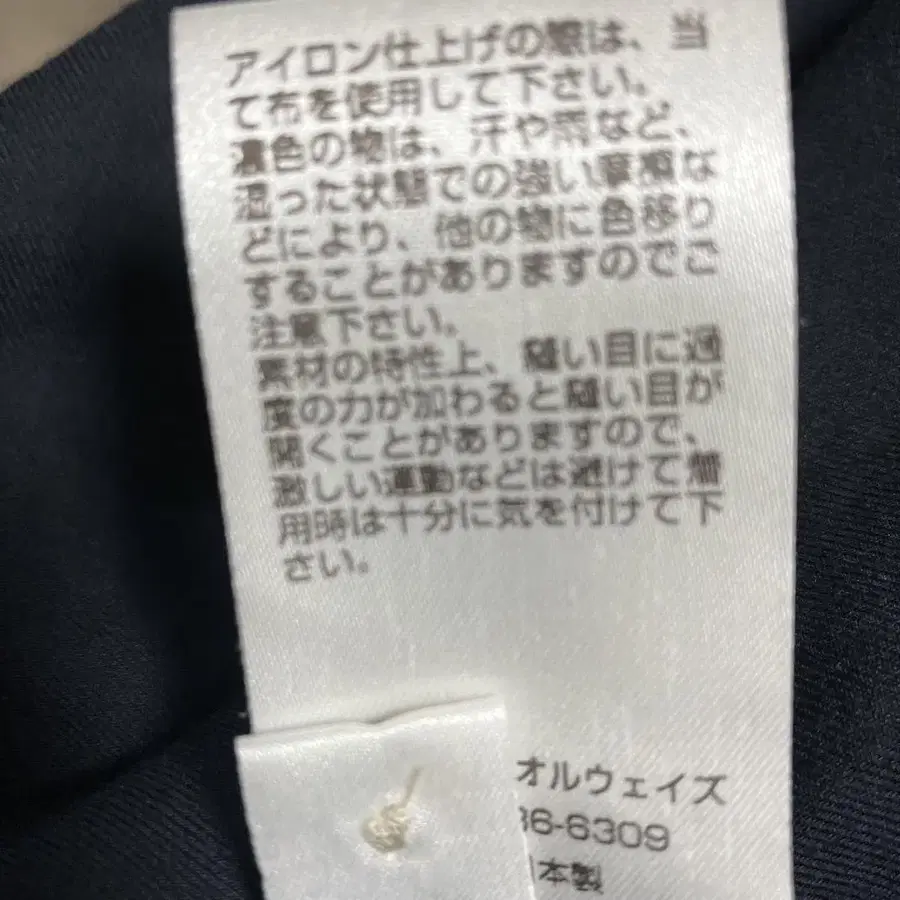 アイロン仕上げの際は、当
て布を使用して下さい。
濃色の物は、汗や雨など、
湿った状態での強い摩擦な
どにより、他の物に色移り
することがありますのでご
注意下さい。
素材の特性上、縫い目に過
度の力が加わると縫い目が
開くことがありますので、
激しい運動などは避けて着
用時は十分に気を付けて下
さい。
オルウェイズ
36-6309
本製